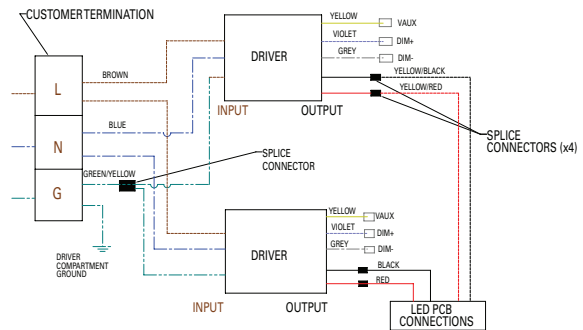 CUSTOMER TERMINATION
L
N
G
BROWN
BLUE
GREEN/YELLOW
DRIVER
COMPARTMENT
GROUND
SPLICE
CONNECTOR
DRIVER
INPUT
OUTPUT
YELLOW
VAUX
VIOLET
DIM+
GREY
DIM-
YELLOW/BLACK
YELLOW/RED
SPLICE
CONNECTORS (x4)
DRIVER
INPUT
OUTPUT
YELLOW
VAUX
VIOLET
DIM+
GREY
DIM-
BLACK
RED
LED PCB
CONNECTIONS